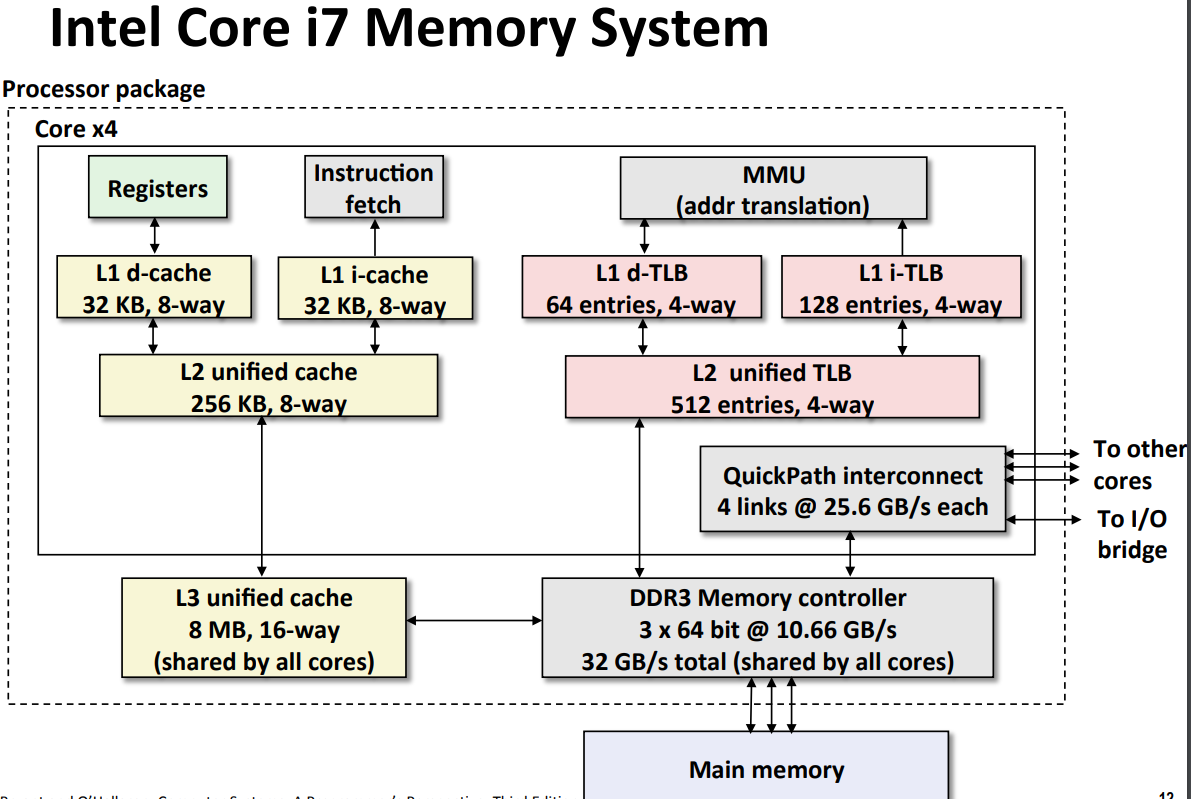 Intel Core i7 Memory System
Processor package
Core x4
Registers
Instruction
fetch
MMU
(addr translation)
L1 d-cache
32 KB, 8-way
L1 i-cache
32 KB, 8-way
L1 d-TLB
64 entries, 4-way
L1 i-TLB
128 entries, 4-way
L2 unified cache
256 KB, 8-way
L2 unified TLB
512 entries, 4-way
QuickPath interconnect
4 links @ 25.6 GB/s each
To other
cores
To I/O
bridge
L3 unified cache
8 MB, 16-way
(shared by all cores)
DDR3 Memory controller
3 x 64 bit @ 10.66 GB/s
32 GB/s total (shared by all cores)
Main memory